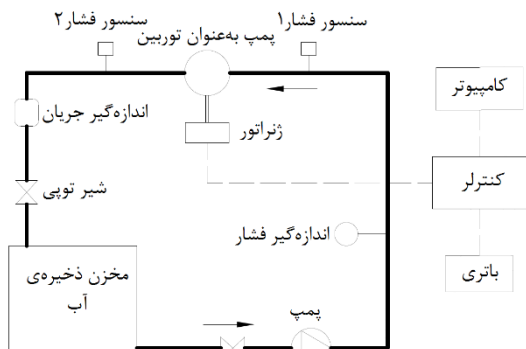 سنسور فشار۲
سنسور فشار۱
پمپ به‌عنوان توربین
کامپیوتر
اندازه‌گیر جریان
ژنراتور
شیر توپی
کنترلر
اندازه‌گیر فشار
مخزن ذخیره‌ی
آب
باتری
پمپ